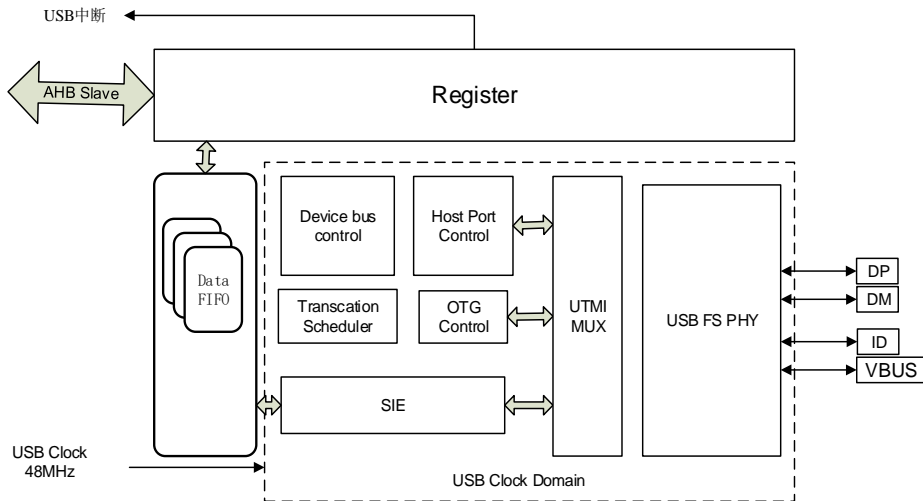 USB中断
AHB Slave
Register
Device bus
control
Host Port
Control
Data
FIFO
Transcation
Scheduler
OTG
Control
UTMI
MUX
USB FS PHY
DP
DM
ID
VBUS
SIE
USB Clock
48MHz
USB Clock Domain